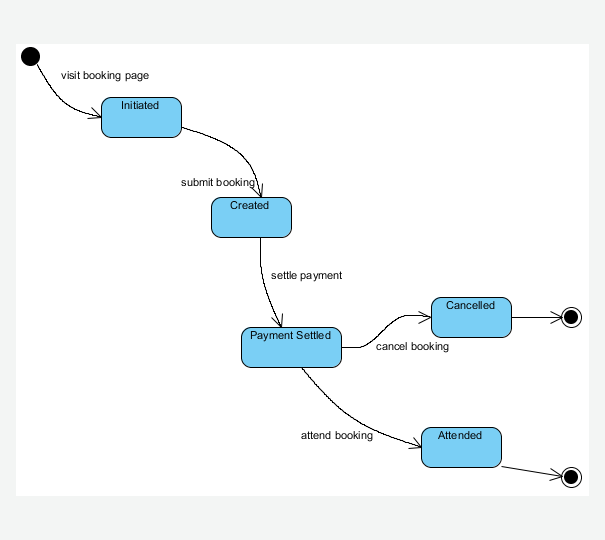 visit booking page
Initiated
submit booking
Created
settle payment
Cancelled
Payment Settled
cancel booking
attend booking
Attended